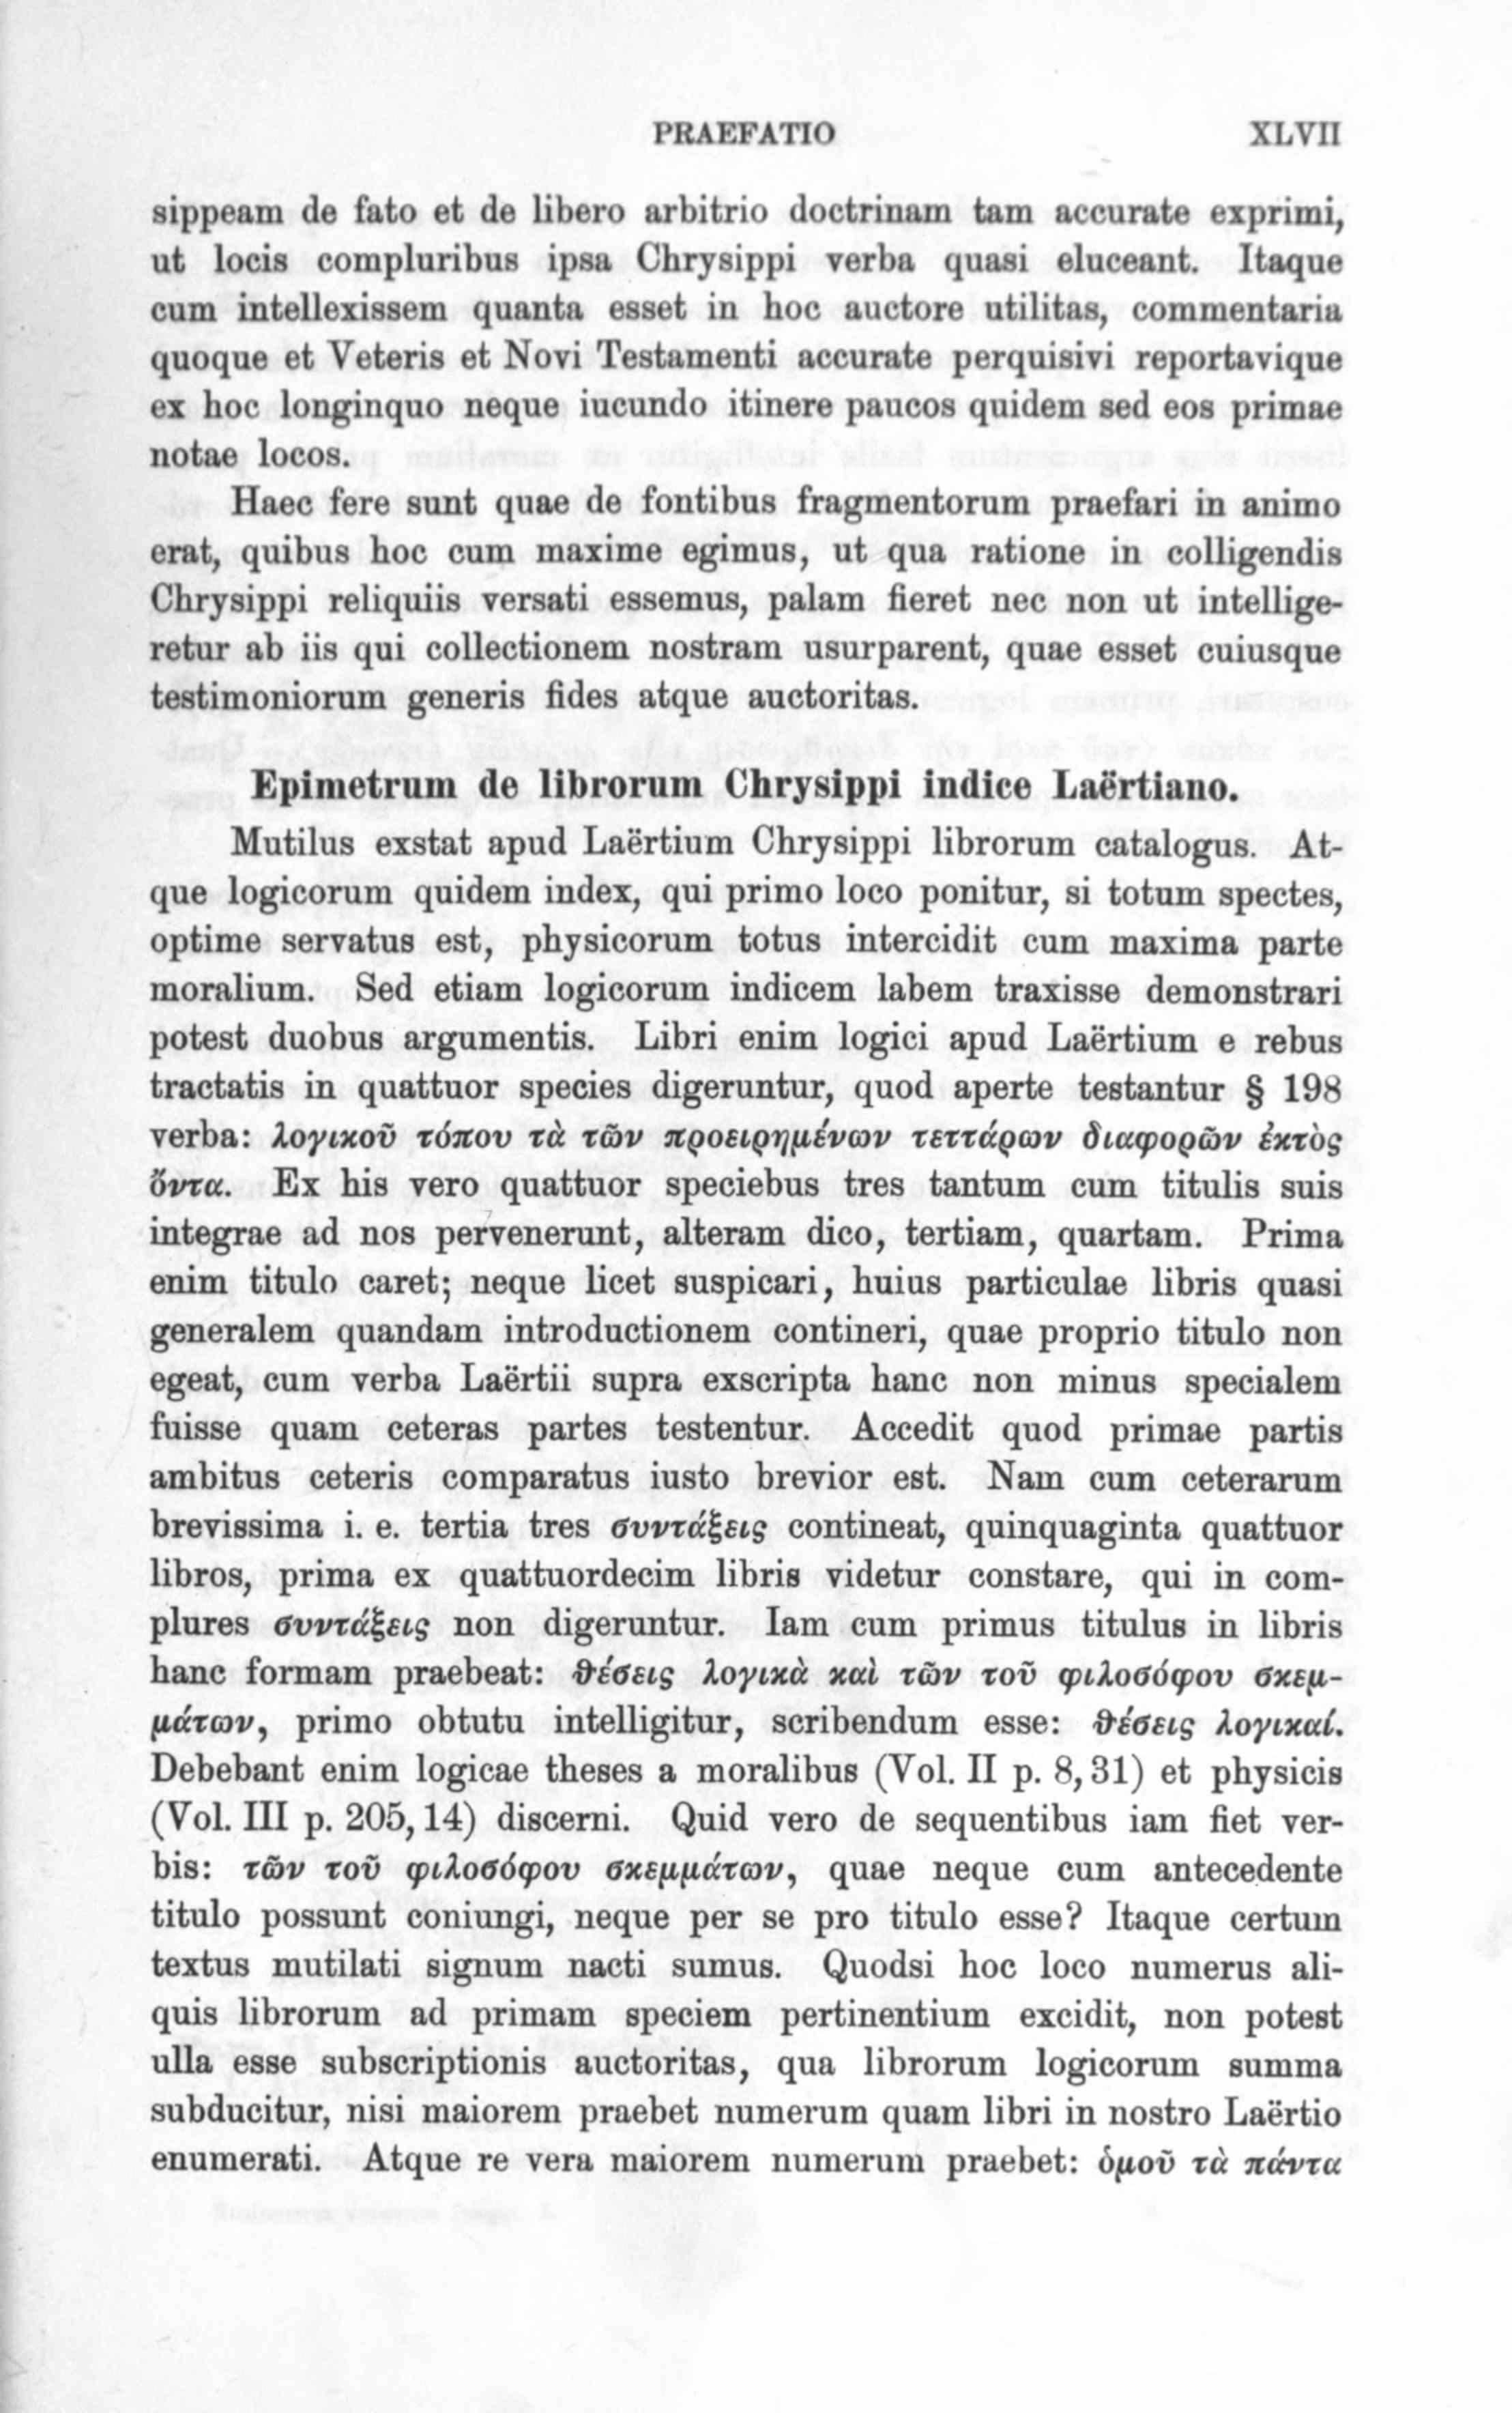 PRAEFATIO XLVII
sippeam de fato et de libero arbitrio doctrinam tam accurate exprimi,
ut locis compluribus ipsa Chrysippi verba quasi eluceant. Itaque
cum intellexissem quanta esset in hoc auctore utilitas, commentaria
quoque et Veteris et Novi Testamenti accurate perquisivi reportavique
ex hoc longinquo neque iucundo itinere paucos quidem sed eos primae
notae locos.
Haec fere sunt quae de fontibus fragmentorum praefari in animo
erat, quibus hoc cum maxime egimus, ut qua ratione in colligendis
Chrysippi reliquiis versati essemus, palam fieret nec non ut intellige-
retur ab iis qui collectionem nostram usurparent, quae esset cuiusque
testimoniorum generis fides atque auctoritas.
Epimetrum de librorum Chrysippi indice Laërtiano.
Mutilus exstat apud Laërtium Chrysippi librorum catalogus. At-
que logicorum quidem index, qui primo loco ponitur, si totum spectes,
optime servatus est, physicorum totus intercidit cum maxima parte
moralium. Sed etiam logicorum indicem labem traxisse demonstrari
potest duobus argumentis. Libri enim logici apud Laërtium e rebus
tractatis in quattuor species digeruntur, quod aperte testantur § 198
verba: λογικοῦ τόπου τὰ τῶν προειρημένων τεττάρων διαφορῶν ἐκτὸς
ὄντα. Ex his vero quattuor speciebus tres tantum cum titulis suis
integrae ad nos pervenerunt, alteram dico, tertiam, quartam. Prima
enim titulo caret; neque licet suspicari, huius particulae libris quasi
generalem quandam introductionem contineri, quae proprio titulo non
egeat, cum verba Laërtii supra exscripta hanc non minus specialem
fuisse quam ceteras partes testentur. Accedit quod primae partis
ambitus ceteris comparatus iusto brevior est. Nam cum ceterarum
brevissima i. e. tertia tres συντάξεις contineat, quinquaginta quattuor
libros, prima ex quattuordecim libris videtur constare, qui in com-
plures συντάξεις non digeruntur. Iam cum primus titulus in libris
hanc formam praebeat: θέσεις λογικὰ καὶ τῶν τοῦ φιλοσόφου σκεμ-
μάτων, primo obtutu intelligitur, scribendum esse: θέσεις λογικαί.
Debebant enim logicae theses a moralibus (Vol. II p. 8,31) et physicis
(Vol. III p. 205,14) discerni. Quid vero de sequentibus iam fiet ver-
bis: τῶν τοῦ φιλοσόφου σκεμμάτων, quae neque cum antecedente
titulo possunt coniungi, neque per se pro titulo esse? Itaque certum
textus mutilati signum nacti sumus. Quodsi hoc loco numerus ali-
quis librorum ad primam speciem pertinentium excidit, non potest
ulla esse subscriptionis auctoritas, qua librorum logicorum summa
subducitur, nisi maiorem praebet numerum quam libri in nostro Laërtio
enumerati. Atque re vera maiorem numerum praebet: ὁμοῦ τὰ πάντα